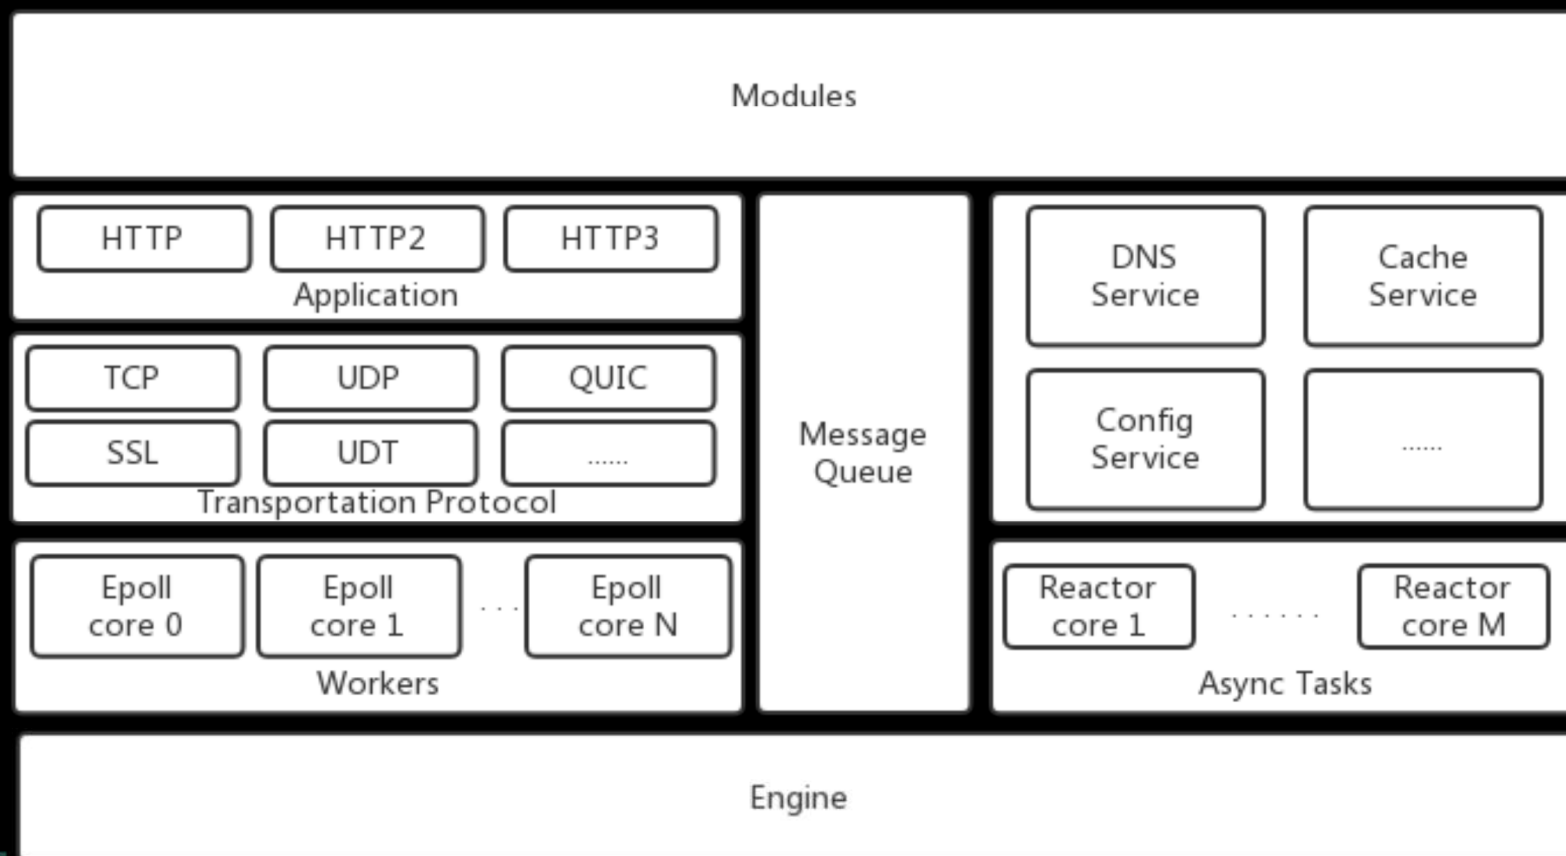 Modules
HTTP
HTTP2
HTTP3
Application
TCP
UDP
QUIC
SSL
UDT
......
Transportation Protocol
Epoll
core 0
Epoll
core 1
. . .
Epoll
core N
Workers
Message
Queue
DNS
Service
Cache
Service
Config
Service
......
Reactor
core 1
. . . . . .
Reactor
core M
Async Tasks
Engine